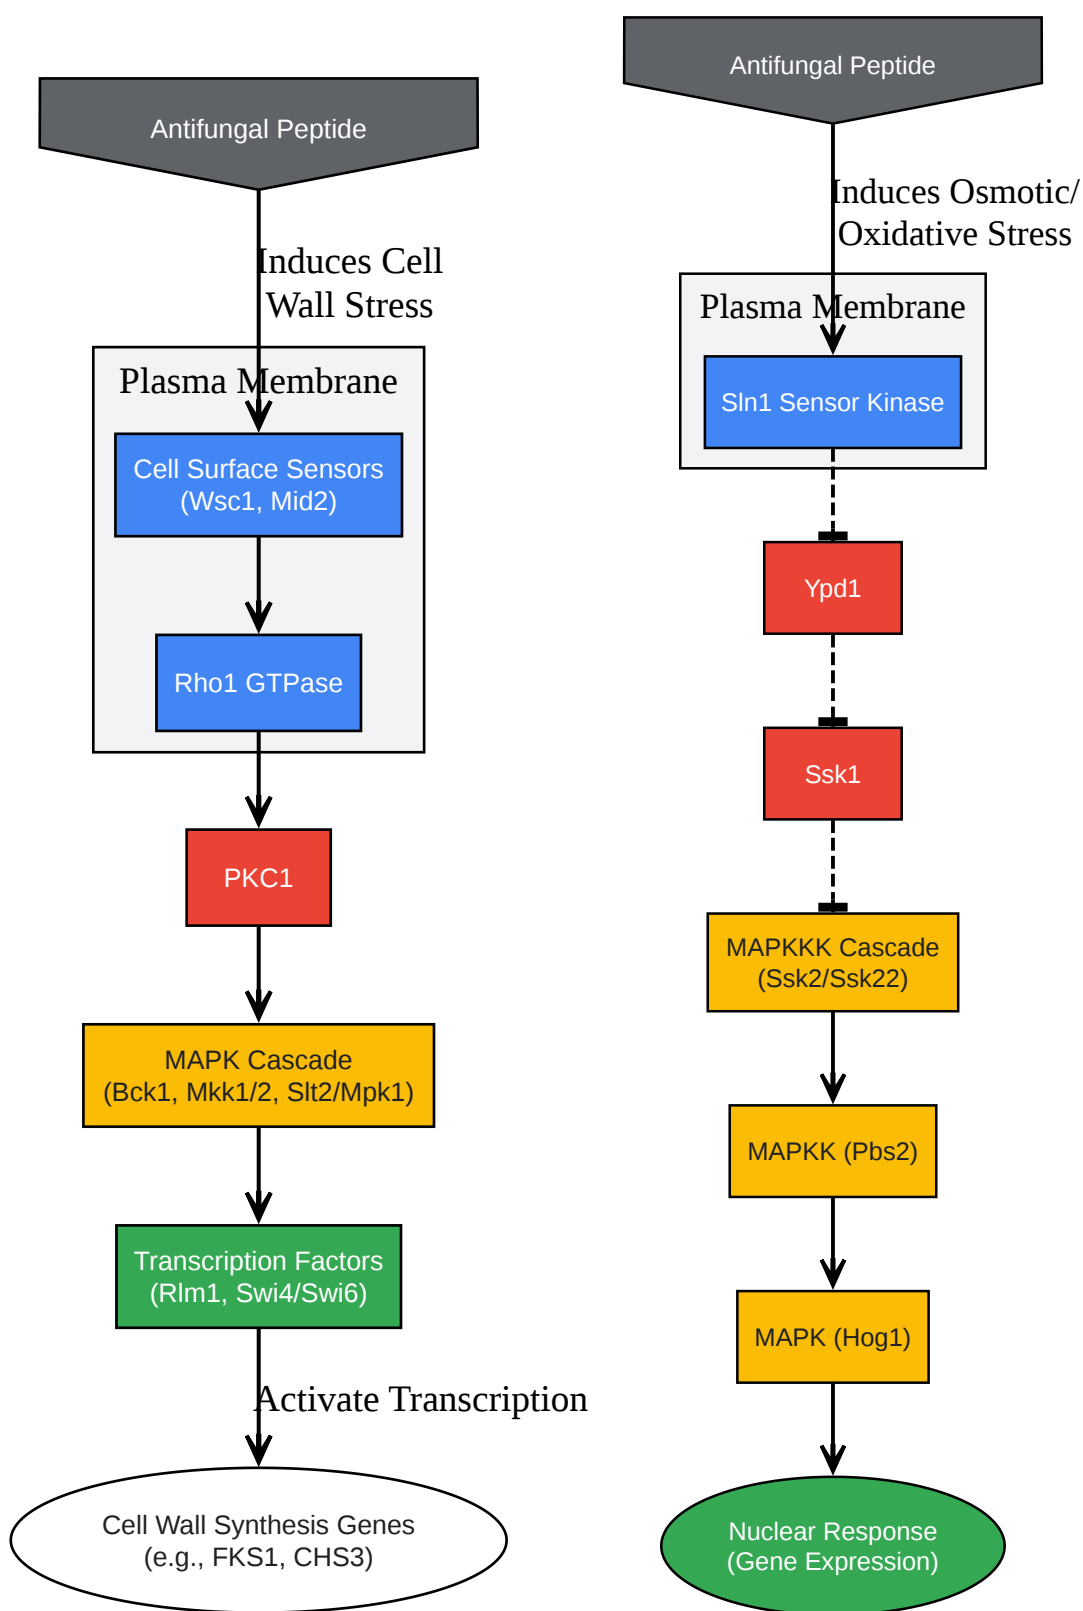 Antifungal Peptide
Induces Cell
Wall Stress
Plasma Membrane
Cell Surface Sensors
(Wsc1, Mid2)
Rho1 GTPase
PKC1
MAPK Cascade
(Bck1, Mkk1/2, Slt2/Mpk1)
Transcription Factors
(Rlm1, Swi4/Swi6)
Activate Transcription
Cell Wall Synthesis Genes
(e.g., FKS1, CHS3)
Antifungal Peptide
Induces Osmotic/
Oxidative Stress
Plasma Membrane
Sln1 Sensor Kinase
Ypd1
Ssk1
MAPKKK Cascade
(Ssk2/Ssk22)
MAPKK (Pbs2)
MAPK (Hog1)
Nuclear Response
(Gene Expression)